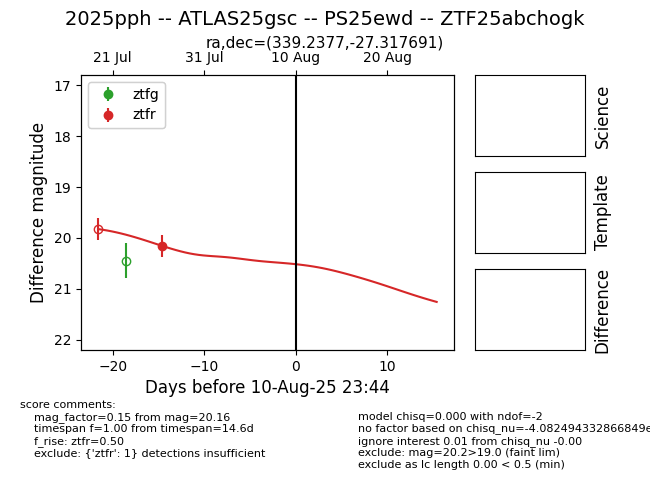 2025pph -- ATLAS25gsc -- PS25ewd -- ZTF25abchogk
ra,dec=(339.2377,-27.317691)
21 Jul 31 Jul 10 Aug 20 Aug
ztfg
ztfr
17
18
19
20
21
22
Difference magnitude
−20 −10 0 10
Days before 10-Aug-25 23:44
Science
Template
Difference
score comments:
mag_factor=0.15 from mag=20.16
timespan f=1.00 from timespan=14.6d
f_rise: ztfr=0.50
exclude: {'ztfr': 1} detections insufficient
model chisq=0.000 with ndof=-2
no factor based on chisq_nu=-4.082494332866849e
ignore interest 0.01 from chisq_nu -0.00
exclude: mag=20.2>19.0 (faint lim)
exclude as lc length 0.00 < 0.5 (min)